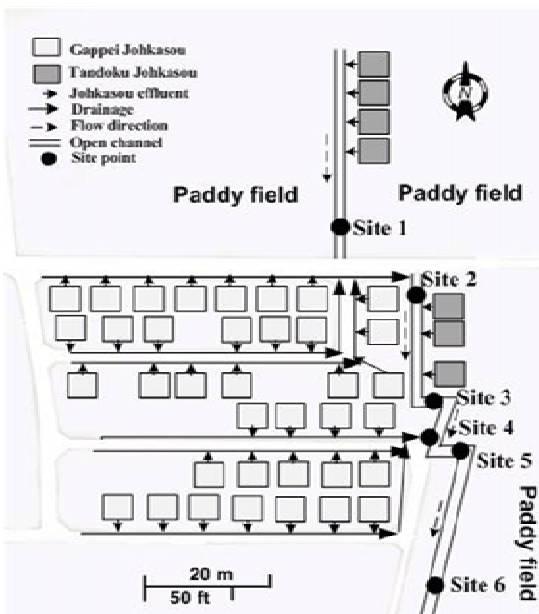 Gappei Johkasou
Tandoku Johkasou
Johkasou effluent
Drainage
Flow direction
Open channel
Site point
N
Paddy field
Paddy field
Site 1
Site 2
Site 3
Site 4
Site 5
Paddy field
Site 6
20 m
50 ft